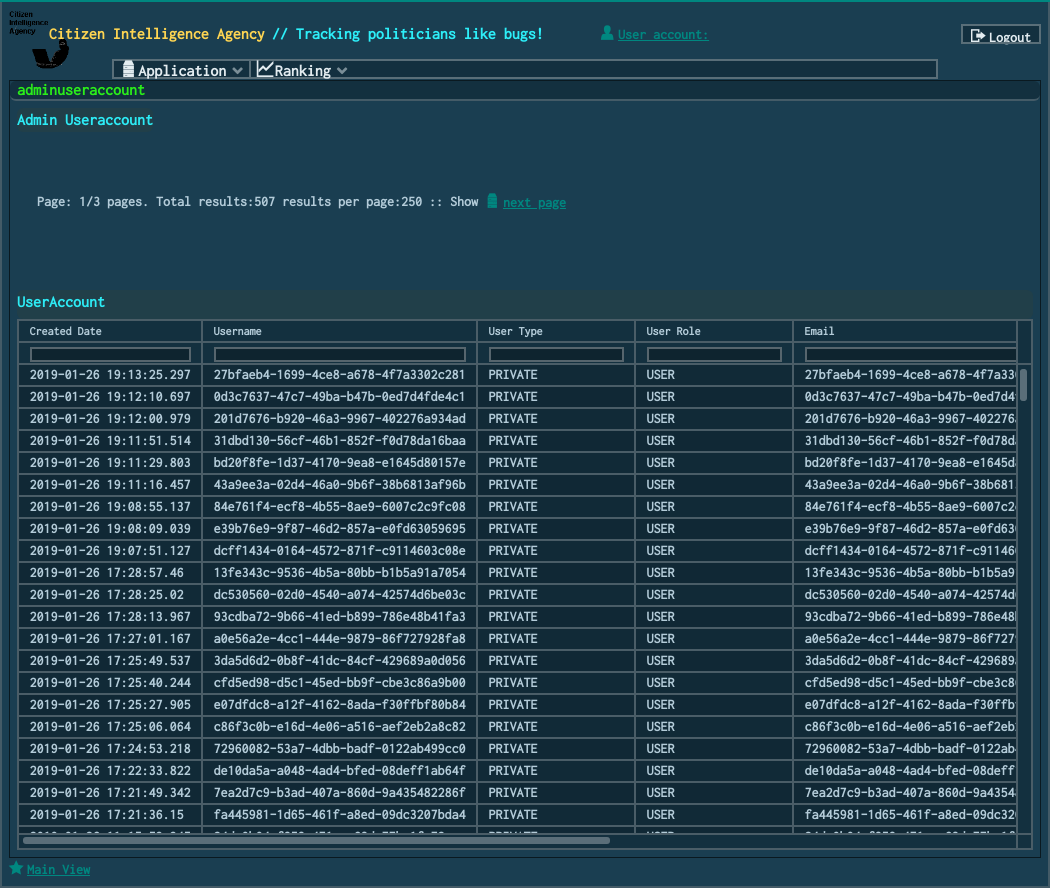 Citizen
Intelligence
Agency
Citizen Intelligence Agency // Tracking politicians like bugs!
User account:
Logout
Application
Ranking
adminuseraccount
Admin Useraccount
Page: 1/3 pages. Total results:507 results per page:250 :: Show next page
UserAccount
Created Date Username User Type User Role Email
2019-01-26 19:13:25.297 27bfaeb4-1699-4ce8-a678-4f7a3302c281 PRIVATE USER 27bfaeb4-1699-4ce8-a678-4f7a33
2019-01-26 19:12:10.697 0d3c7637-47c7-49ba-b47b-0ed7d4fde4c1 PRIVATE USER 0d3c7637-47c7-49ba-b47b-0ed7d4
2019-01-26 19:12:00.979 201d7676-b920-46a3-9967-402276a934ad PRIVATE USER 201d7676-b920-46a3-9967-402276
2019-01-26 19:11:51.514 31dbd130-56cf-46b1-852f-f0d78da16baa PRIVATE USER 31dbd130-56cf-46b1-852f-f0d78d
2019-01-26 19:11:29.803 bd20f8fe-1d37-4170-9ea8-e1645d80157e PRIVATE USER bd20f8fe-1d37-4170-9ea8-e1645d
2019-01-26 19:11:16.457 43a9ee3a-02d4-46a0-9b6f-38b6813af96b PRIVATE USER 43a9ee3a-02d4-46a0-9b6f-38b681
2019-01-26 19:08:55.137 84e761f4-ecf8-4b55-8ae9-6007c2c9fc08 PRIVATE USER 84e761f4-ecf8-4b55-8ae9-6007c2
2019-01-26 19:08:09.039 e39b76e9-9f87-46d2-857a-e0fd63059695 PRIVATE USER e39b76e9-9f87-46d2-857a-e0fd63
2019-01-26 19:07:51.127 dcff1434-0164-4572-871f-c9114603c08e PRIVATE USER dcff1434-0164-4572-871f-c91146
2019-01-26 17:28:57.46 13fe343c-9536-4b5a-80bb-b1b5a91a7054 PRIVATE USER 13fe343c-9536-4b5a-80bb-b1b5a9
2019-01-26 17:28:25.02 dc530560-02d0-4540-a074-42574d6be03c PRIVATE USER dc530560-02d0-4540-a074-42574d
2019-01-26 17:28:13.967 93cdba72-9b66-41ed-b899-786e48b41fa3 PRIVATE USER 93cdba72-9b66-41ed-b899-786e48
2019-01-26 17:27:01.167 a0e56a2e-4cc1-444e-9879-86f727928fa8 PRIVATE USER a0e56a2e-4cc1-444e-9879-86f727
2019-01-26 17:25:49.537 3da5d6d2-0b8f-41dc-84cf-429689a0d056 PRIVATE USER 3da5d6d2-0b8f-41dc-84cf-429689
2019-01-26 17:25:40.244 cfd5ed98-d5c1-45ed-bb9f-cbe3c86a9b00 PRIVATE USER cfd5ed98-d5c1-45ed-bb9f-cbe3c8
2019-01-26 17:25:27.905 e07dfdc8-a12f-4162-8ada-f30ffbf80b84 PRIVATE USER e07dfdc8-a12f-4162-8ada-f30ffb
2019-01-26 17:25:06.064 c86f3c0b-e16d-4e06-a516-aef2eb2a8c82 PRIVATE USER c86f3c0b-e16d-4e06-a516-aef2eb
2019-01-26 17:24:53.218 72960082-53a7-4dbb-badf-0122ab499cc0 PRIVATE USER 72960082-53a7-4dbb-badf-0122ab
2019-01-26 17:22:33.822 de10da5a-a048-4ad4-bfed-08deff1ab64f PRIVATE USER de10da5a-a048-4ad4-bfed-08deff
2019-01-26 17:21:49.342 7ea2d7c9-b3ad-407a-860d-9a435482286f PRIVATE USER 7ea2d7c9-b3ad-407a-860d-9a4354
2019-01-26 17:21:36.15 fa445981-1d65-461f-a8ed-dc3207bda4 PRIVATE USER fa445981-1d65-461f-a8ed-dc32
Main View